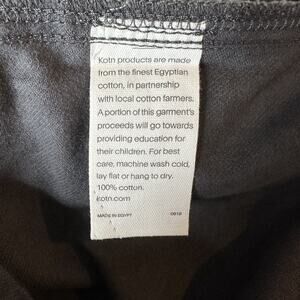 Kotn products are made
from the finest Egyptian
cotton, in partnership
with local cotton farmers.
A portion of this garment's
proceeds will go towards
providing education for
their children. For best
care, machine wash cold,
lay flat or hang to dry.
100% cotton.
kotn.com
MADE IN EGYPT 0618